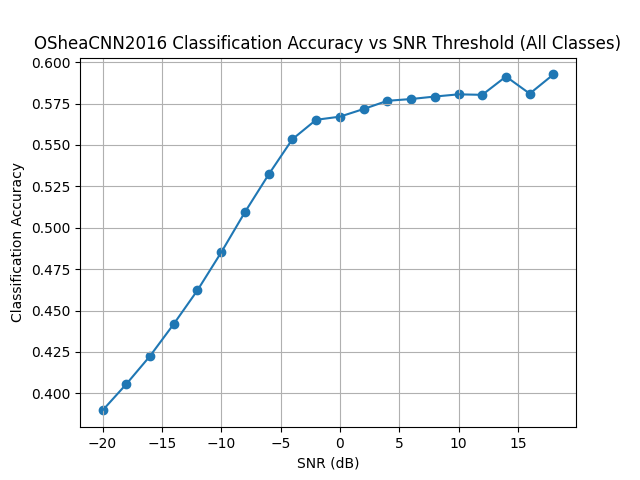 OSheaCNN2016 Classification Accuracy vs SNR Threshold (All Classes)
0.600
0.575
0.550
0.525
0.500
0.475
0.450
0.425
0.400
Classification Accuracy
−20 −15 −10 −5 0 5 10 15
SNR (dB)